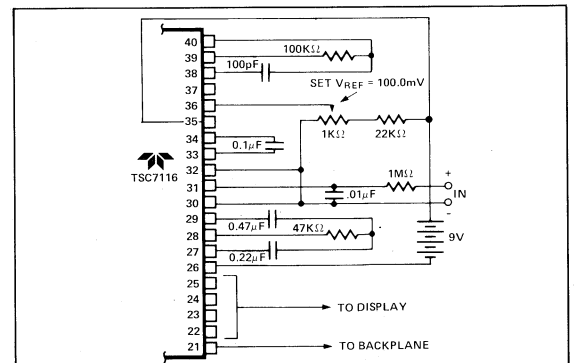 40
39
38
37
36
35
34
33
32
31
30
29
28
27
26
25
24
23
22
21
TSC7116
100KΩ
100pF
SET VREF = 100.0mV
1KΩ
22KΩ
0.1µF
1MΩ
+
IN
-
.01µF
0.47µF
47KΩ
0.22µF
9V
TO DISPLAY
TO BACKPLANE